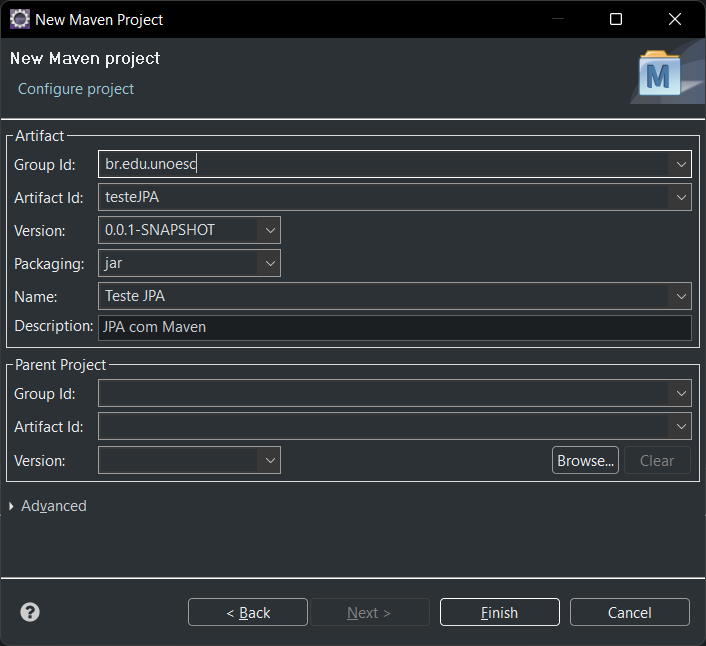 New Maven Project
New Maven project
Configure project
M
Artifact
Group Id: br.edu.unoesc
Artifact Id: testeJPA
Version: 0.0.1-SNAPSHOT
Packaging: jar
Name: Teste JPA
Description: JPA com Maven
Parent Project
Group Id:
Artifact Id:
Version: Browse... Clear
Advanced
? < Back Next > Finish Cancel